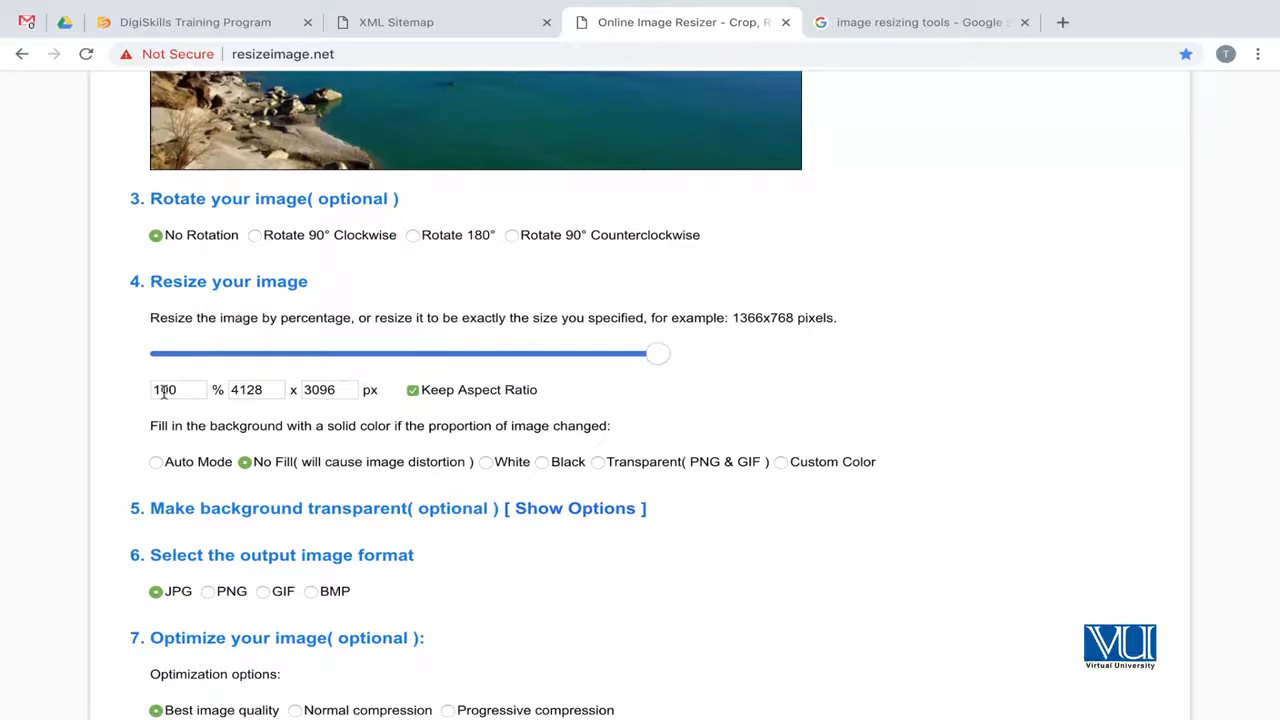 DigiSkills Training Program
XML Sitemap
Online Image Resizer - Crop, R
image resizing tools - Google S
Not Secure
resizeimage.net
T
3. Rotate your image( optional )
No Rotation Rotate 90° Clockwise Rotate 180° Rotate 90° Counterclockwise
4. Resize your image
Resize the image by percentage, or resize it to be exactly the size you specified, for example: 1366x768 pixels.
100 % 4128 x 3096 px Keep Aspect Ratio
Fill in the background with a solid color if the proportion of image changed:
Auto Mode No Fill( will cause image distortion ) White Black Transparent( PNG & GIF ) Custom Color
5. Make background transparent( optional ) [ Show Options ]
6. Select the output image format
JPG PNG GIF BMP
7. Optimize your image( optional ):
VU
Virtual University
Optimization options:
Best image quality Normal compression Progressive compression